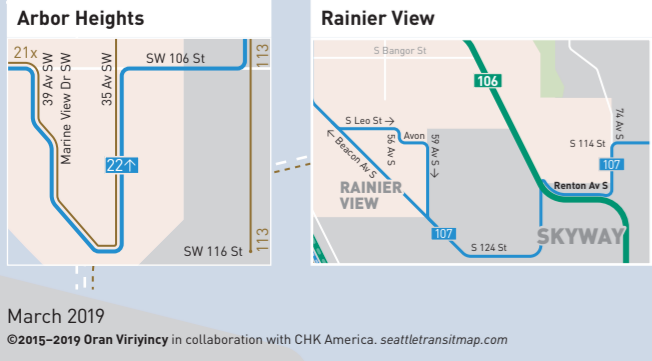 Arbor Heights
21x
39 Av SW
Marine View Dr SW
35 Av SW
SW 106 St
113
22↑
SW 116 St
113
Rainier View
S Bangor St
106
S Leo St →
← Beacon Av S
56 Av S
Avon
59 Av S →
74 Av S
S 114 St
107
Renton Av S
RAINIER
VIEW
107
S 124 St
SKYWAY
March 2019
©2015–2019 Oran Viriyincy in collaboration with CHK America. seattletransitmap.com